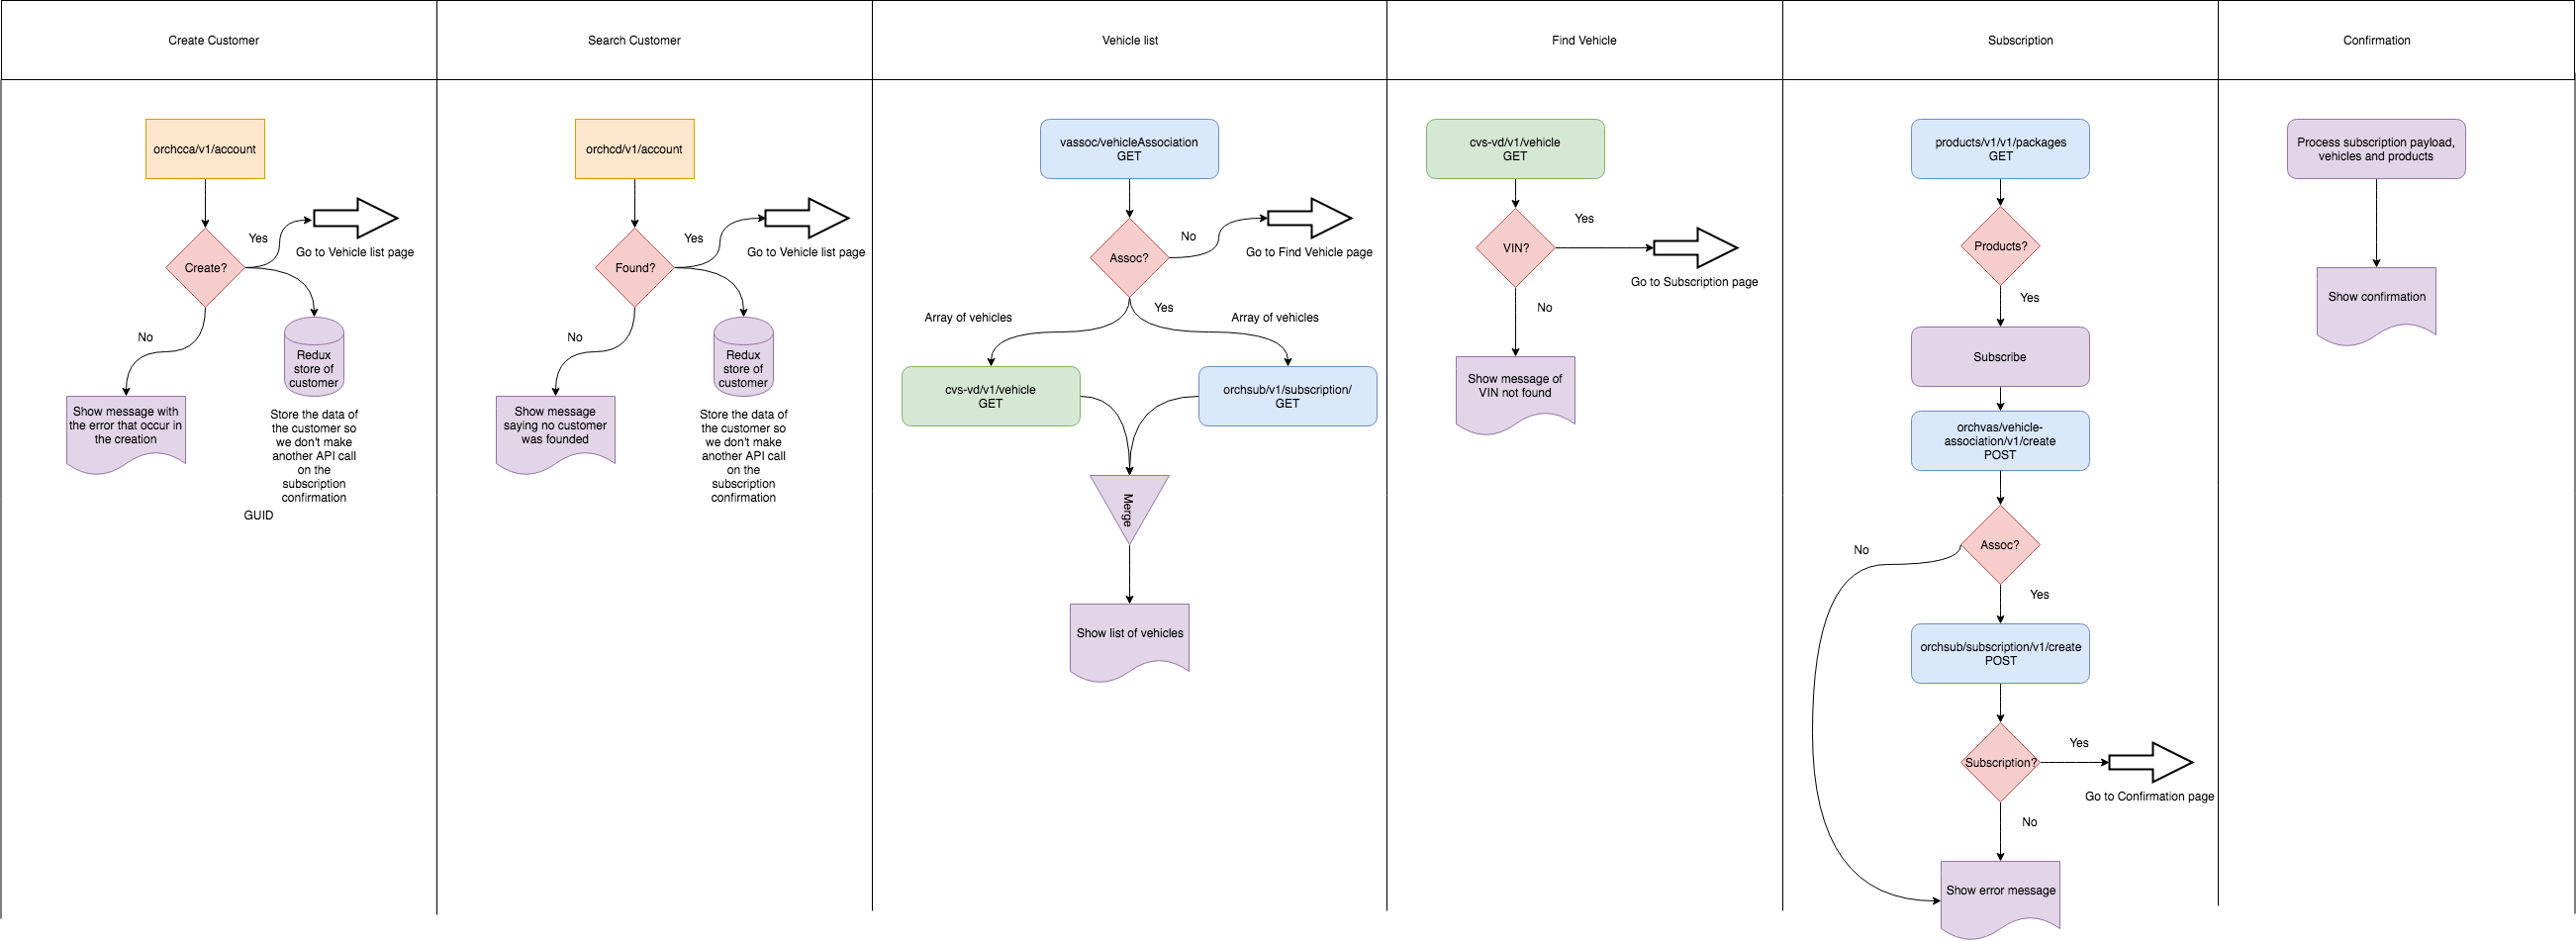 Create Customer
Search Customer
Vehicle list
Find Vehicle
Subscription
Confirmation
orchcca/v1/account
Yes
Go to Vehicle list page
Create?
No
Redux
store of
customer
Show message with
the error that occur in
the creation
Store the data of
the customer so
we don't make
another API call
on the
subscription
confirmation
GUID
orchcd/v1/account
Yes
Go to Vehicle list page
Found?
No
Redux
store of
customer
Show message
saying no customer
was founded
Store the data of
the customer so
we don't make
another API call
on the
subscription
confirmation
vassoc/vehicleAssociation
GET
No
Go to Find Vehicle page
Assoc?
Yes
Array of vehicles
Array of vehicles
cvs-vd/v1/vehicle
GET
orchsub/v1/subscription/
GET
Merge
Show list of vehicles
cvs-vd/v1/vehicle
GET
Yes
VIN?
Go to Subscription page
No
Show message of
VIN not found
products/v1/v1/packages
GET
Products?
Yes
Subscribe
orchvas/vehicle-
association/v1/create
POST
Assoc?
No
Yes
orchsub/subscription/v1/create
POST
Yes
Subscription?
Go to Confirmation page
No
Show error message
Process subscription payload,
vehicles and products
Show confirmation